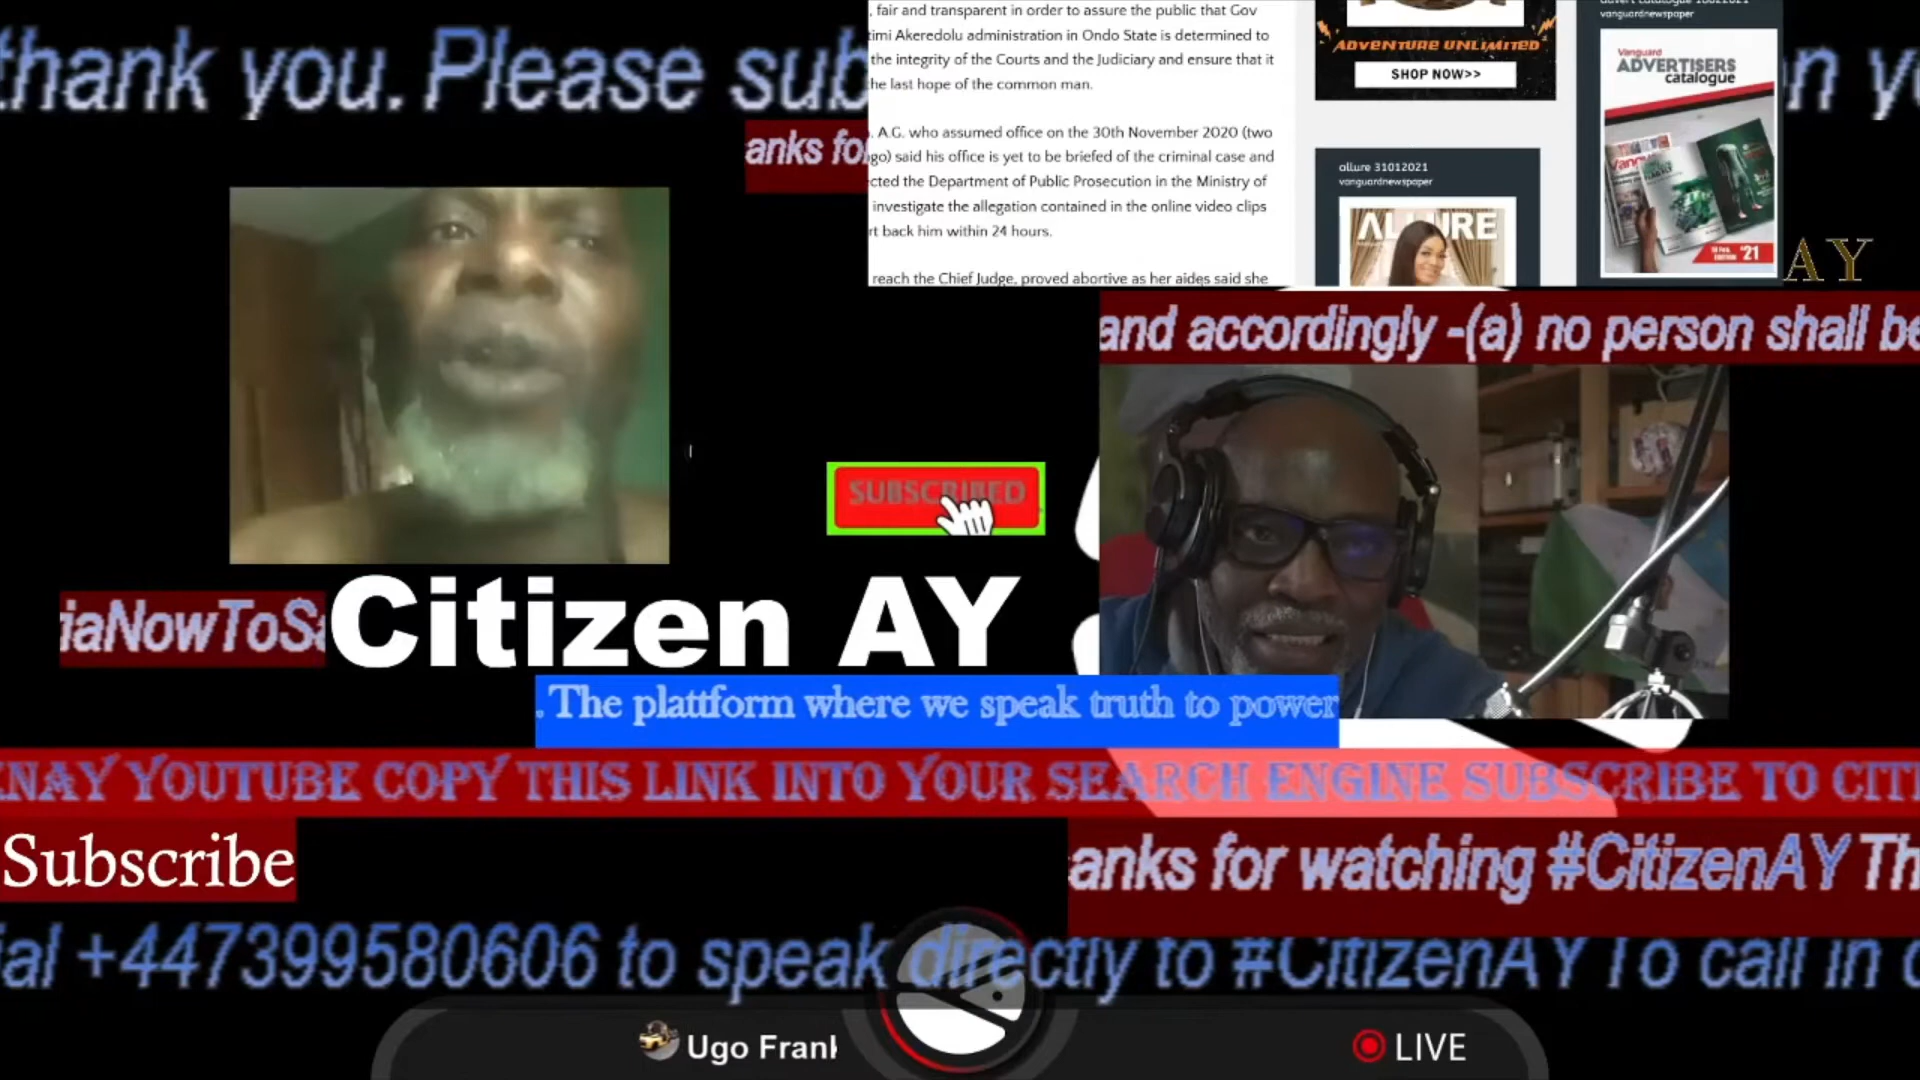 , fair and transparent in order to assure the public that Gov
timi Akeredolu administration in Ondo State is determined to
the integrity of the Courts and the Judiciary and ensure that it
he last hope of the common man.
. A.G. who assumed office on the 30th November 2020 (two
go) said his office is yet to be briefed of the criminal case and
cted the Department of Public Prosecution in the Ministry of
investigate the allegation contained in the online video clips
rt back him within 24 hours.
reach the Chief Judge, proved abortive as her aides said she
ADVENTURE UNLIMITED
SHOP NOW>>
allure 31012021
vanguardnewspaper
ALLURE
vanguardnewspaper
Vanguard
ADVERTISERS
catalogue
'21
thank you. Please sub
n yo
anks fo
AY
and accordingly -(a) no person shall be
SUBSCRIBED
iaNowToSa
Citizen AY
. The plattform where we speak truth to power
ENAY YOUTUBE COPY THIS LINK INTO YOUR SEARCH ENGINE SUBSCRIBE TO CITI
Subscribe
anks for watching #CitizenAY Th
ial +447399580606 to speak directly to #CitizenAY To call in o
Ugo Frank
LIVE